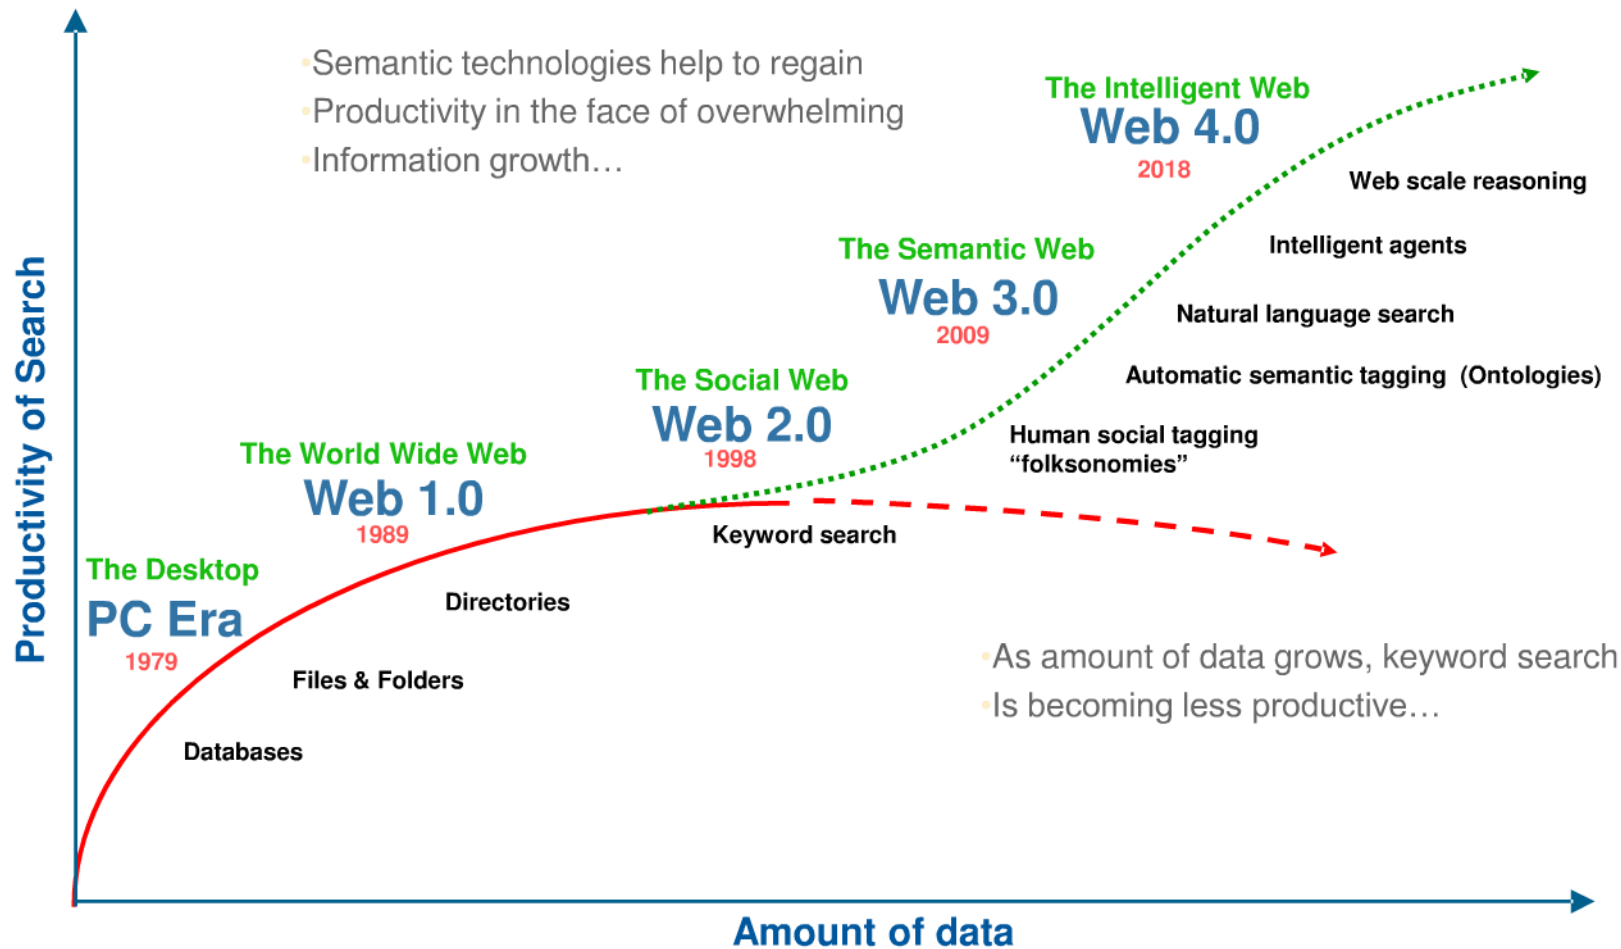 •Semantic technologies help to regain
•Productivity in the face of overwhelming
•Information growth…
The Intelligent Web
Web 4.0
2018
Web scale reasoning
The Semantic Web
Web 3.0
2009
Intelligent agents
Natural language search
The Social Web
Web 2.0
1998
Automatic semantic tagging (Ontologies)
Human social tagging
“folksonomies”
The World Wide Web
Web 1.0
1989
Keyword search
The Desktop
PC Era
1979
Directories
Files & Folders
Databases
•As amount of data grows, keyword search
•Is becoming less productive…
Productivity of Search
Amount of data